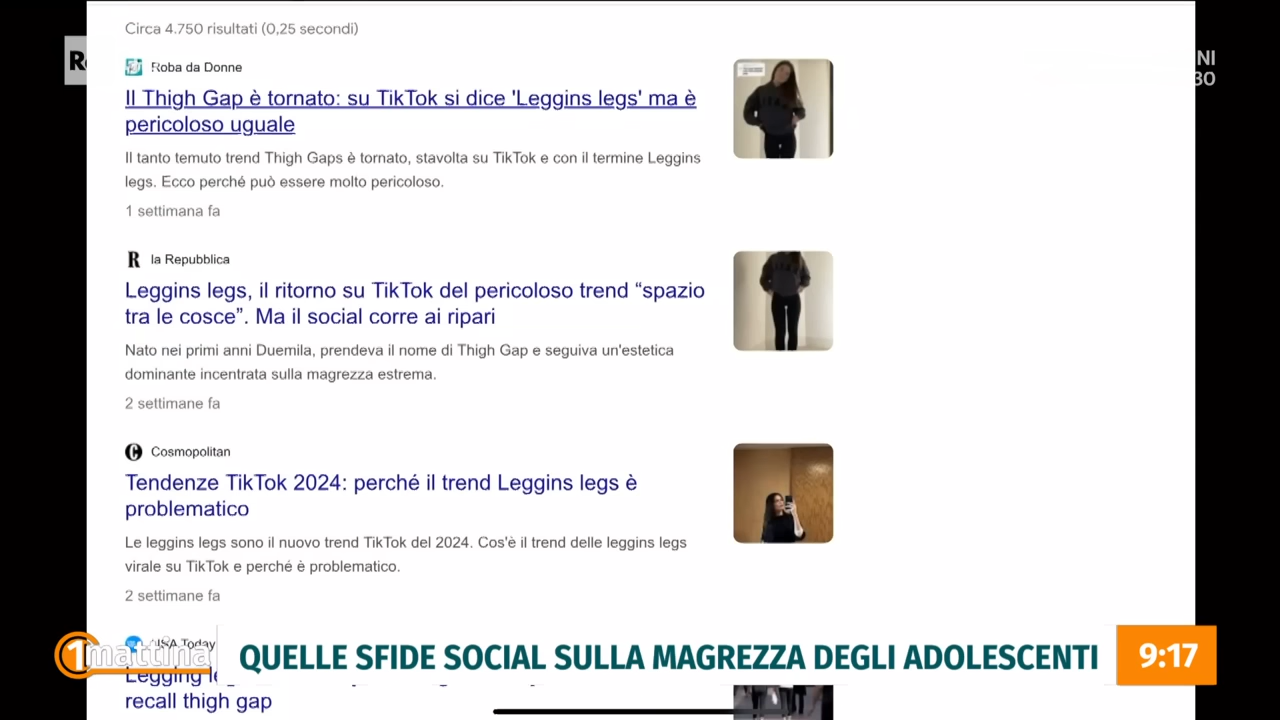 Circa 4.750 risultati (0,25 secondi)
R
NI
30
Roba da Donne
Il Thigh Gap è tornato: su TikTok si dice 'Leggins legs' ma è
pericoloso uguale
Il tanto temuto trend Thigh Gaps è tornato, stavolta su TikTok e con il termine Leggins
legs. Ecco perché può essere molto pericoloso.
1 settimana fa
R la Repubblica
Leggins legs, il ritorno su TikTok del pericoloso trend “spazio
tra le cosce”. Ma il social corre ai ripari
Nato nei primi anni Duemila, prendeva il nome di Thigh Gap e seguiva un'estetica
dominante incentrata sulla magrezza estrema.
2 settimane fa
C Cosmopolitan
Tendenze TikTok 2024: perché il trend Leggins legs è
problematico
Le leggins legs sono il nuovo trend TikTok del 2024. Cos'è il trend delle leggins legs
virale su TikTok e perché è problematico.
2 settimane fa
USA Today
1mattina
QUELLE SFIDE SOCIAL SULLA MAGREZZA DEGLI ADOLESCENTI
9:17
Legging
recall thigh gap